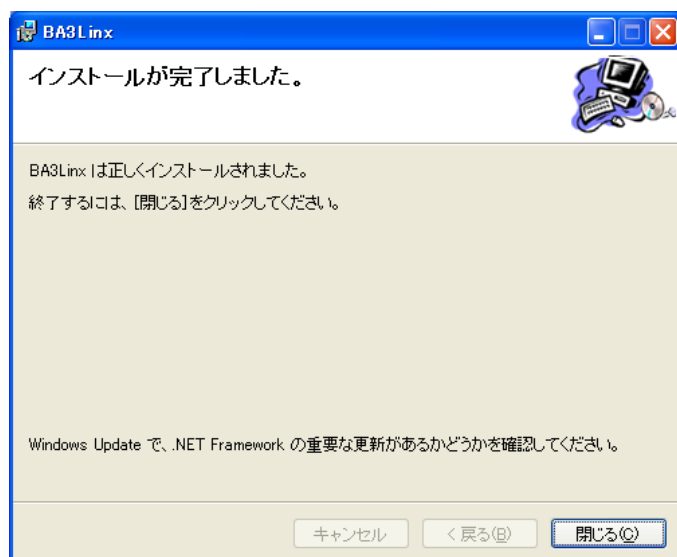 BA3Linx
インストールが完了しました。
BA3Linx は正しくインストールされました。
終了するには、[閉じる]をクリックしてください。
Windows Update で、.NET Framework の重要な更新があるかどうかを確認してください。
キャンセル
< 戻る(B)
閉じる(C)